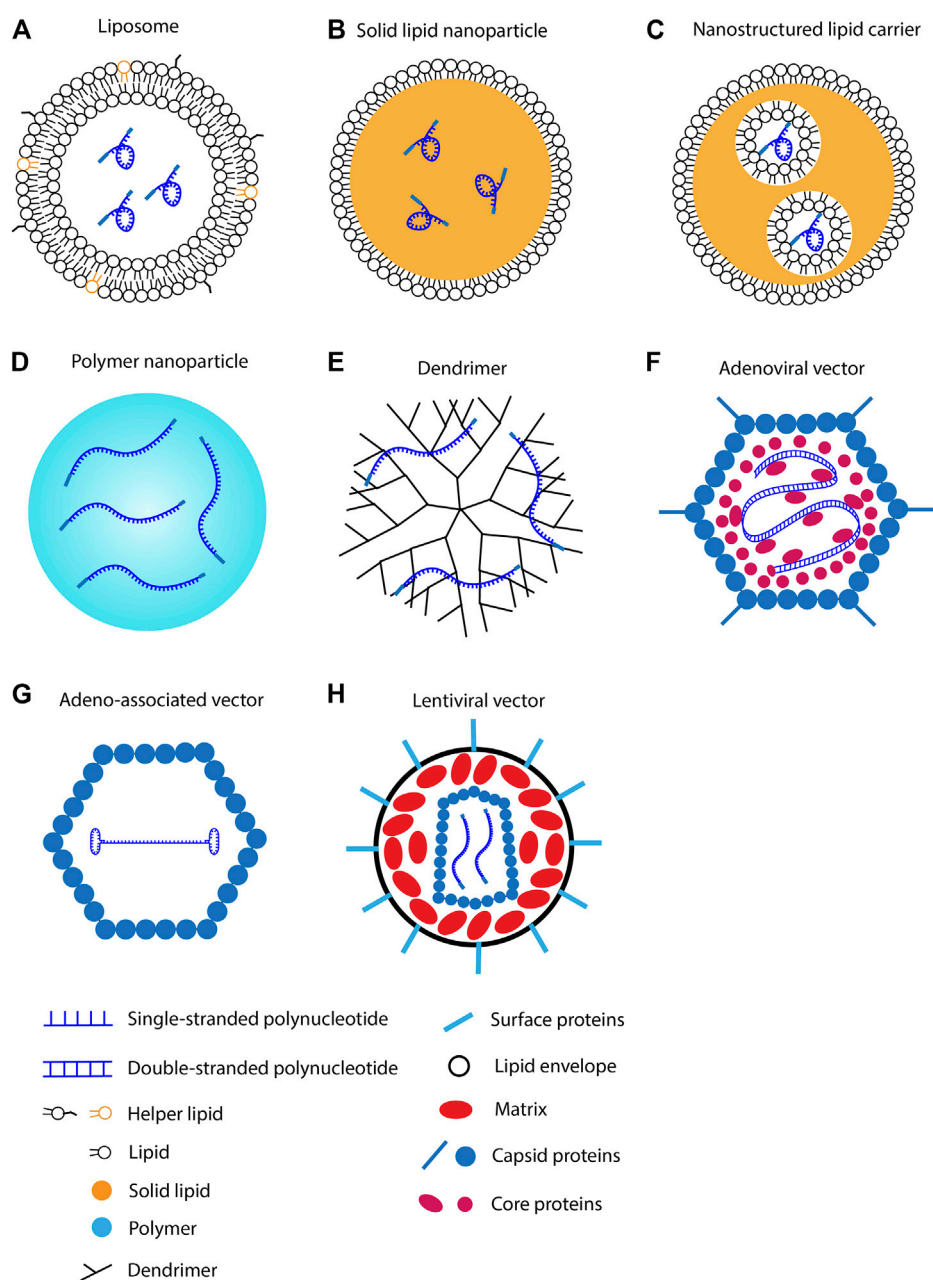 A
Liposome
B
Solid lipid nanoparticle
C
Nanostructured lipid carrier
D
Polymer nanoparticle
E
Dendrimer
F
Adenoviral vector
G
Adeno-associated vector
H
Lentiviral vector
Single-stranded polynucleotide
Double-stranded polynucleotide
Helper lipid
Lipid
Solid lipid
Polymer
Dendrimer
Surface proteins
Lipid envelope
Matrix
Capsid proteins
Core proteins